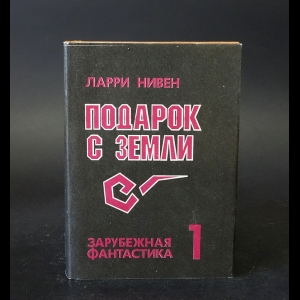 ЛАРРИ НИВЕН
ПОДАРОК
С ЗЕМЛИ
ЗАРУБЕЖНАЯ
ФАНТАСТИКА 1